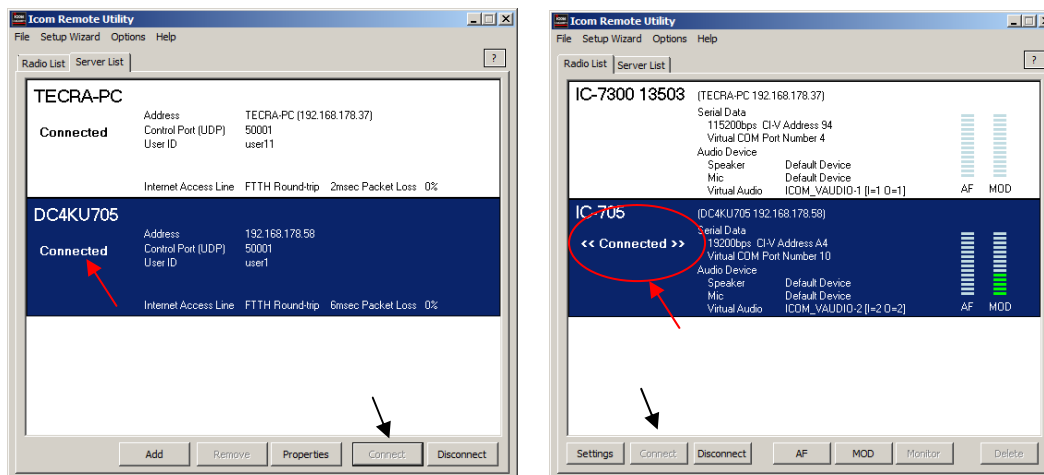 Icom Remote Utility
File Setup Wizard Options Help
Radio List Server List ?
TECRA-PC
Connected
Address TECRA-PC (192.168.178.37)
Control Port (UDP) 50001
User ID user11
Internet Access Line FTTH Round-trip 2msec Packet Loss 0%
DC4KU705
Connected
Address 192.168.178.58
Control Port (UDP) 50001
User ID user1
Internet Access Line FTTH Round-trip 6msec Packet Loss 0%
Add Remove Properties Connect Disconnect
Icom Remote Utility
File Setup Wizard Options Help
Radio List Server List ?
IC-7300 13503 (TECRA-PC 192.168.178.37)
Serial Data
115200bps CI-V Address 94
Virtual COM Port Number 4
Audio Device
Speaker Default Device
Mic Default Device
Virtual Audio ICOM_VAUDIO-1 [I=1 O=1] AF MOD
IC-705 (DC4KU705 192.168.178.58)
<< Connected >>
Serial Data
19200bps CI-V Address A4
Virtual COM Port Number 10
Audio Device
Speaker Default Device
Mic Default Device
Virtual Audio ICOM_VAUDIO-2 [I=2 O=2] AF MOD
Settings Connect Disconnect AF MOD Monitor Delete